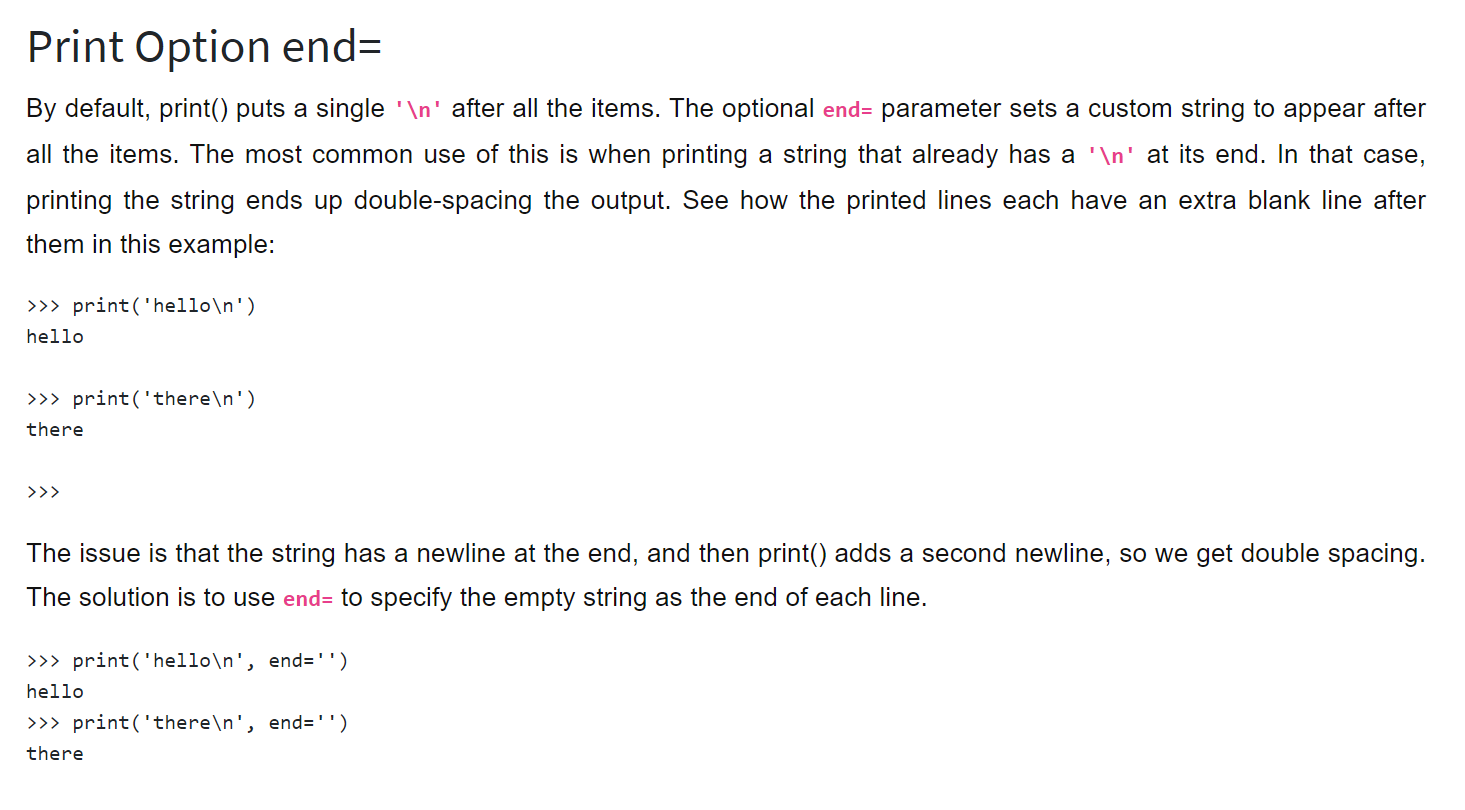 Print Option end=
By default, print() puts a single '\n' after all the items. The optional end= parameter sets a custom string to appear after
all the items. The most common use of this is when printing a string that already has a '\n' at its end. In that case,
printing the string ends up double-spacing the output. See how the printed lines each have an extra blank line after
them in this example:
>>> print('hello\n')
hello
>>> print('there\n')
there
>>>
The issue is that the string has a newline at the end, and then print() adds a second newline, so we get double spacing.
The solution is to use end= to specify the empty string as the end of each line.
>>> print('hello\n', end='')
hello
>>> print('there\n', end='')
there